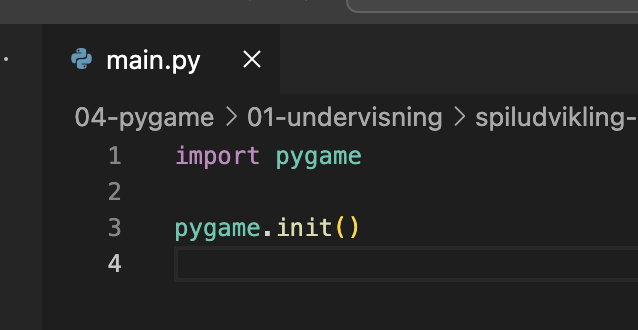 main.py
04-pygame > 01-undervisning > spiludvikling-
1 import pygame
2
3 pygame.init()
4